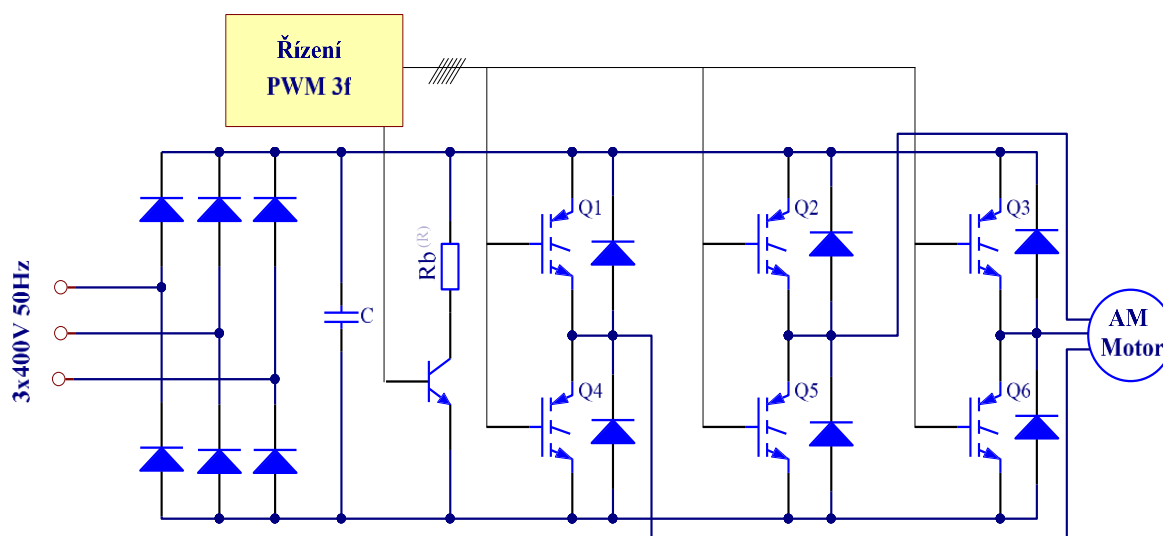 Řízení
PWM 3f
Q1
Q2
Q3
Rb(R)
3x400V 50Hz
C
AM
Motor
Q4
Q5
Q6